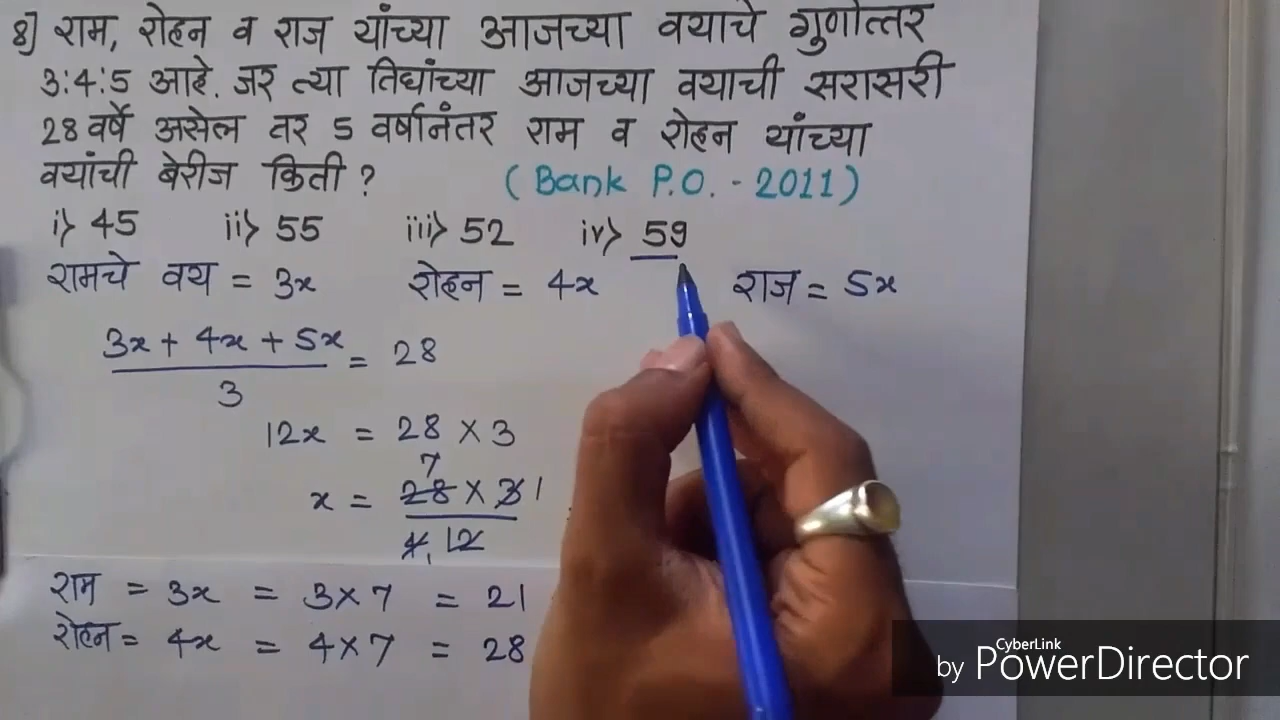 8] राम, रोहन व राज यांच्या आजच्या वयाचे गुणोत्तर
3:4:5 आहे. जर त्या तिघांच्या आजच्या वयाची सरासरी
28 वर्षे असेल तर 5 वर्षानंतर राम व रोहन यांच्या
वयांची बेरीज किती ? (Bank P.O. - 2011)
i) 45 ii) 55 iii) 52 iv) 59
रामचे वय = 3x रोहन = 4x राज = 5x
3x + 4x + 5x
3
= 28
12x = 28 × 3
7
x = 28 × 3 1
4, 12
राम = 3x = 3 × 7 = 21
रोहन = 4x = 4 × 7 = 28
CyberLink
by PowerDirector